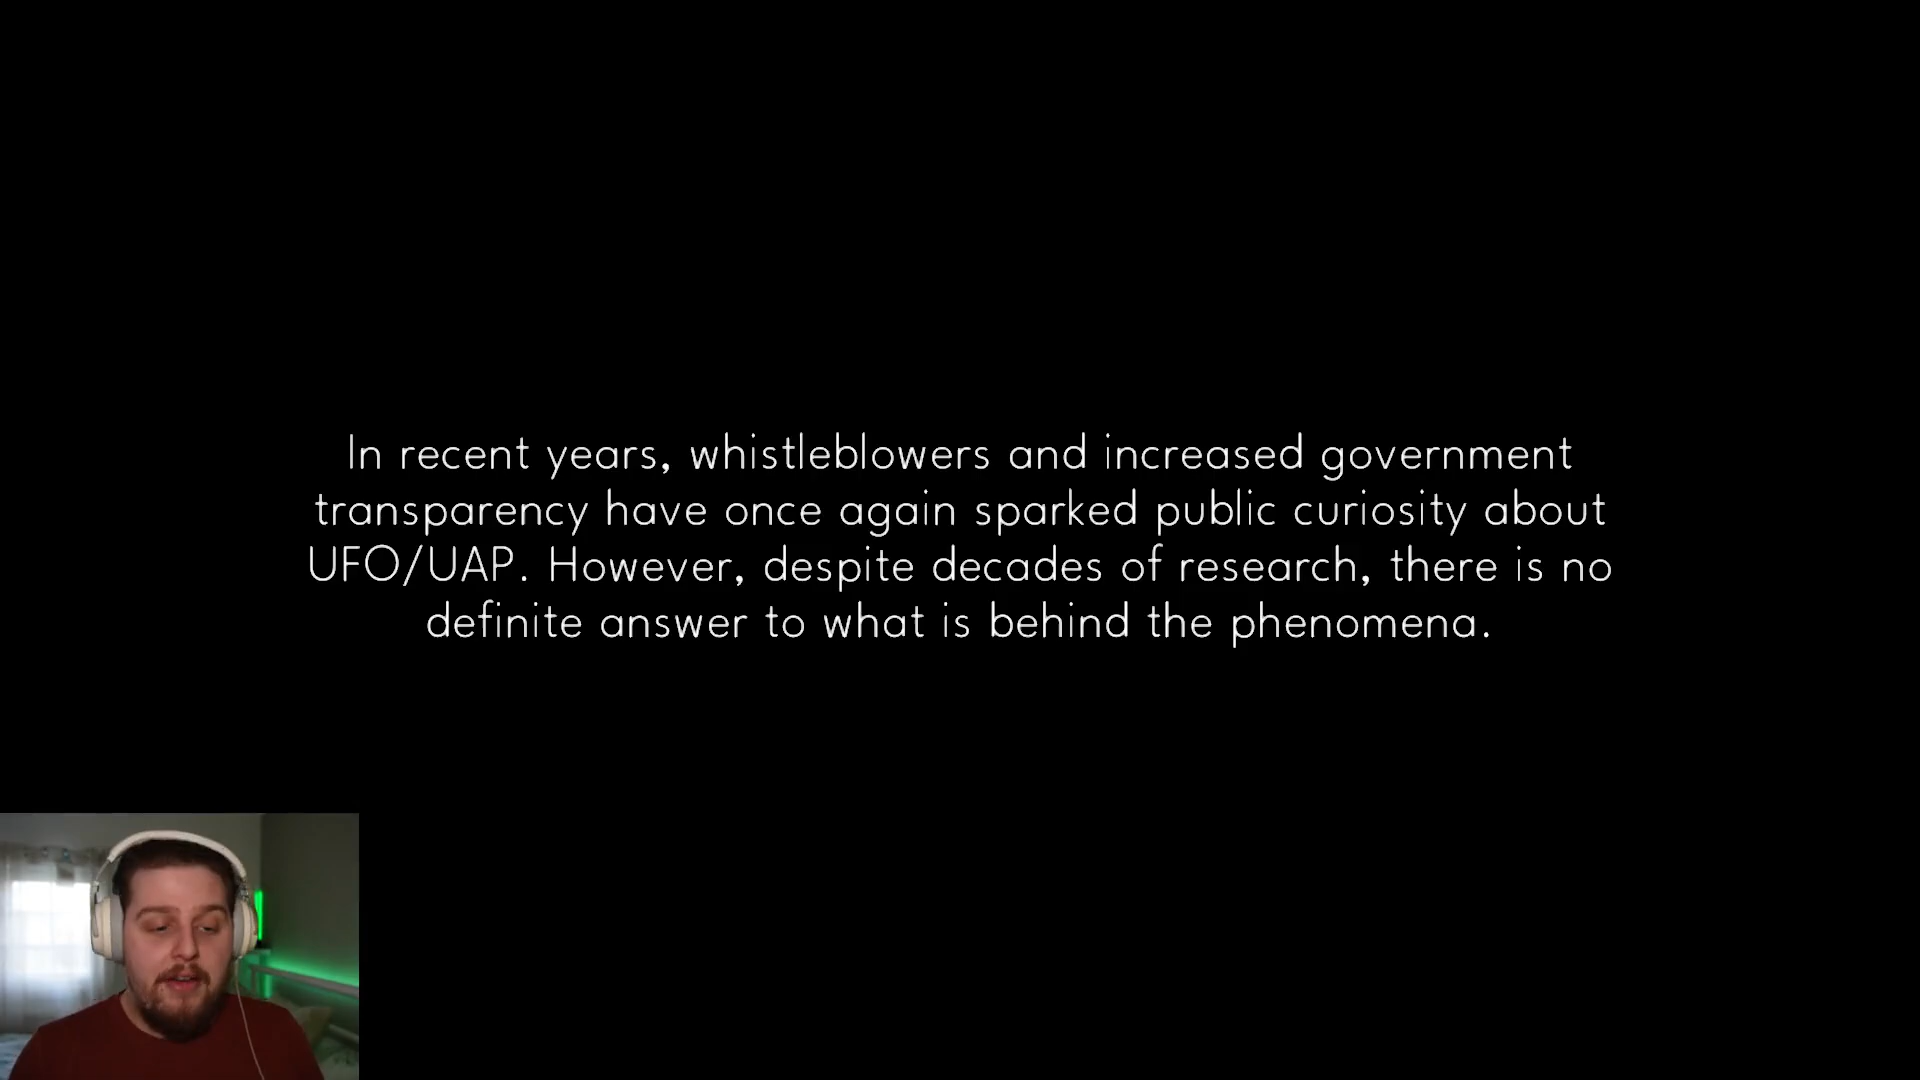 In recent years, whistleblowers and increased government
transparency have once again sparked public curiosity about
UFO/UAP. However, despite decades of research, there is no
definite answer to what is behind the phenomena.